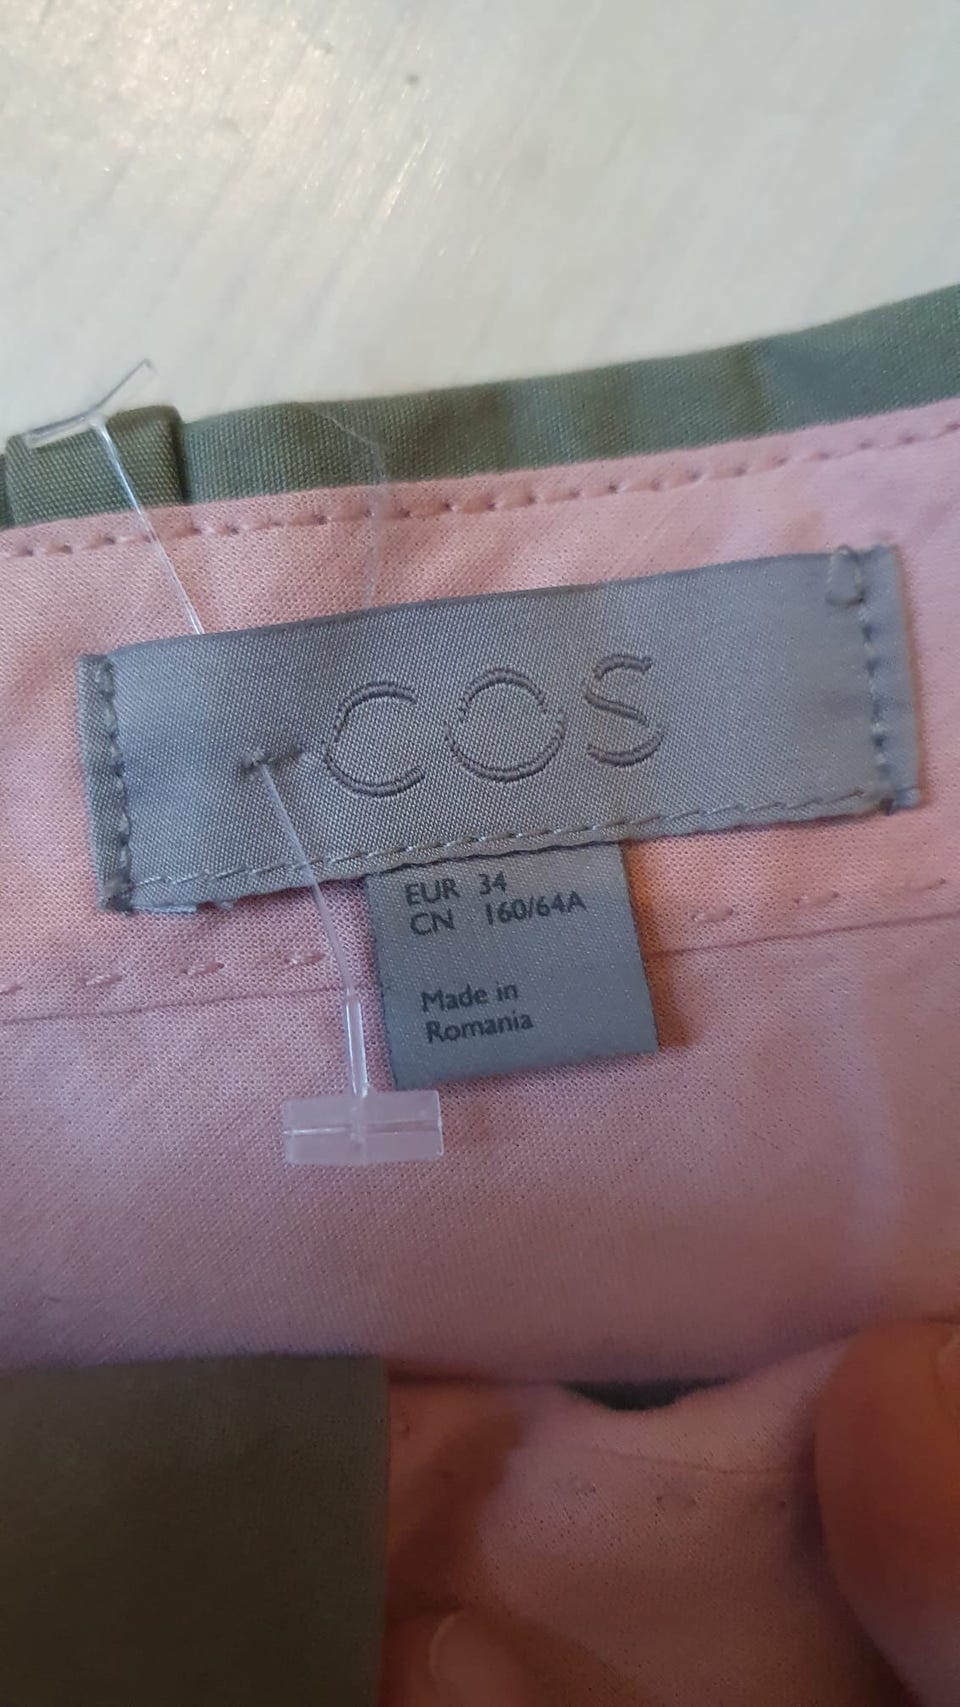 COS
EUR 34
CN 160/64A
Made in
Romania